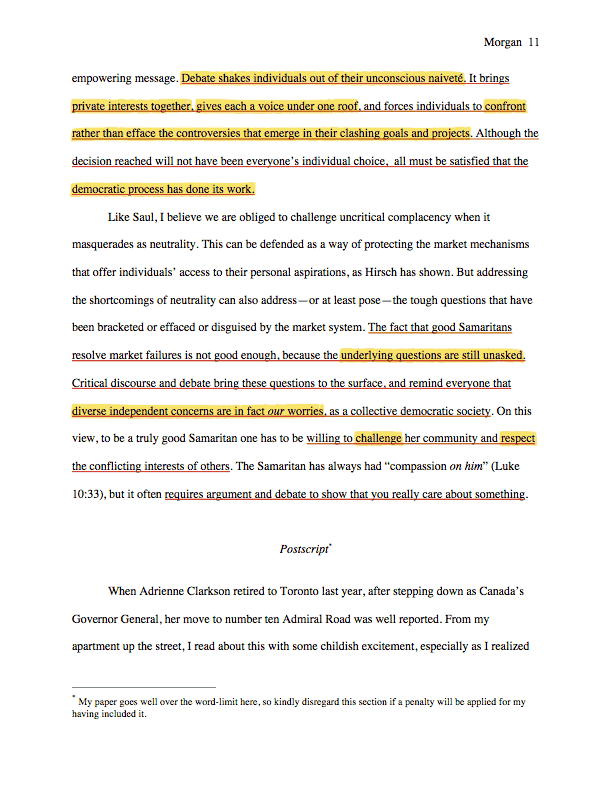 Morgan 11
empowering message. Debate shakes individuals out of their unconscious naiveté. It brings
private interests together, gives each a voice under one roof, and forces individuals to confront
rather than efface the controversies that emerge in their clashing goals and projects. Although the
decision reached will not have been everyone’s individual choice, all must be satisfied that the
democratic process has done its work.
Like Saul, I believe we are obliged to challenge uncritical complacency when it
masquerades as neutrality. This can be defended as a way of protecting the market mechanisms
that offer individuals’ access to their personal aspirations, as Hirsch has shown. But addressing
the shortcomings of neutrality can also address—or at least pose—the tough questions that have
been bracketed or effaced or disguised by the market system. The fact that good Samaritans
resolve market failures is not good enough, because the underlying questions are still unasked.
Critical discourse and debate bring these questions to the surface, and remind everyone that
diverse independent concerns are in fact our worries, as a collective democratic society. On this
view, to be a truly good Samaritan one has to be willing to challenge her community and respect
the conflicting interests of others. The Samaritan has always had “compassion on him” (Luke
10:33), but it often requires argument and debate to show that you really care about something.
Postscript*
When Adrienne Clarkson retired to Toronto last year, after stepping down as Canada’s
Governor General, her move to number ten Admiral Road was well reported. From my
apartment up the street, I read about this with some childish excitement, especially as I realized
* My paper goes well over the word-limit here, so kindly disregard this section if a penalty will be applied for my
having included it.